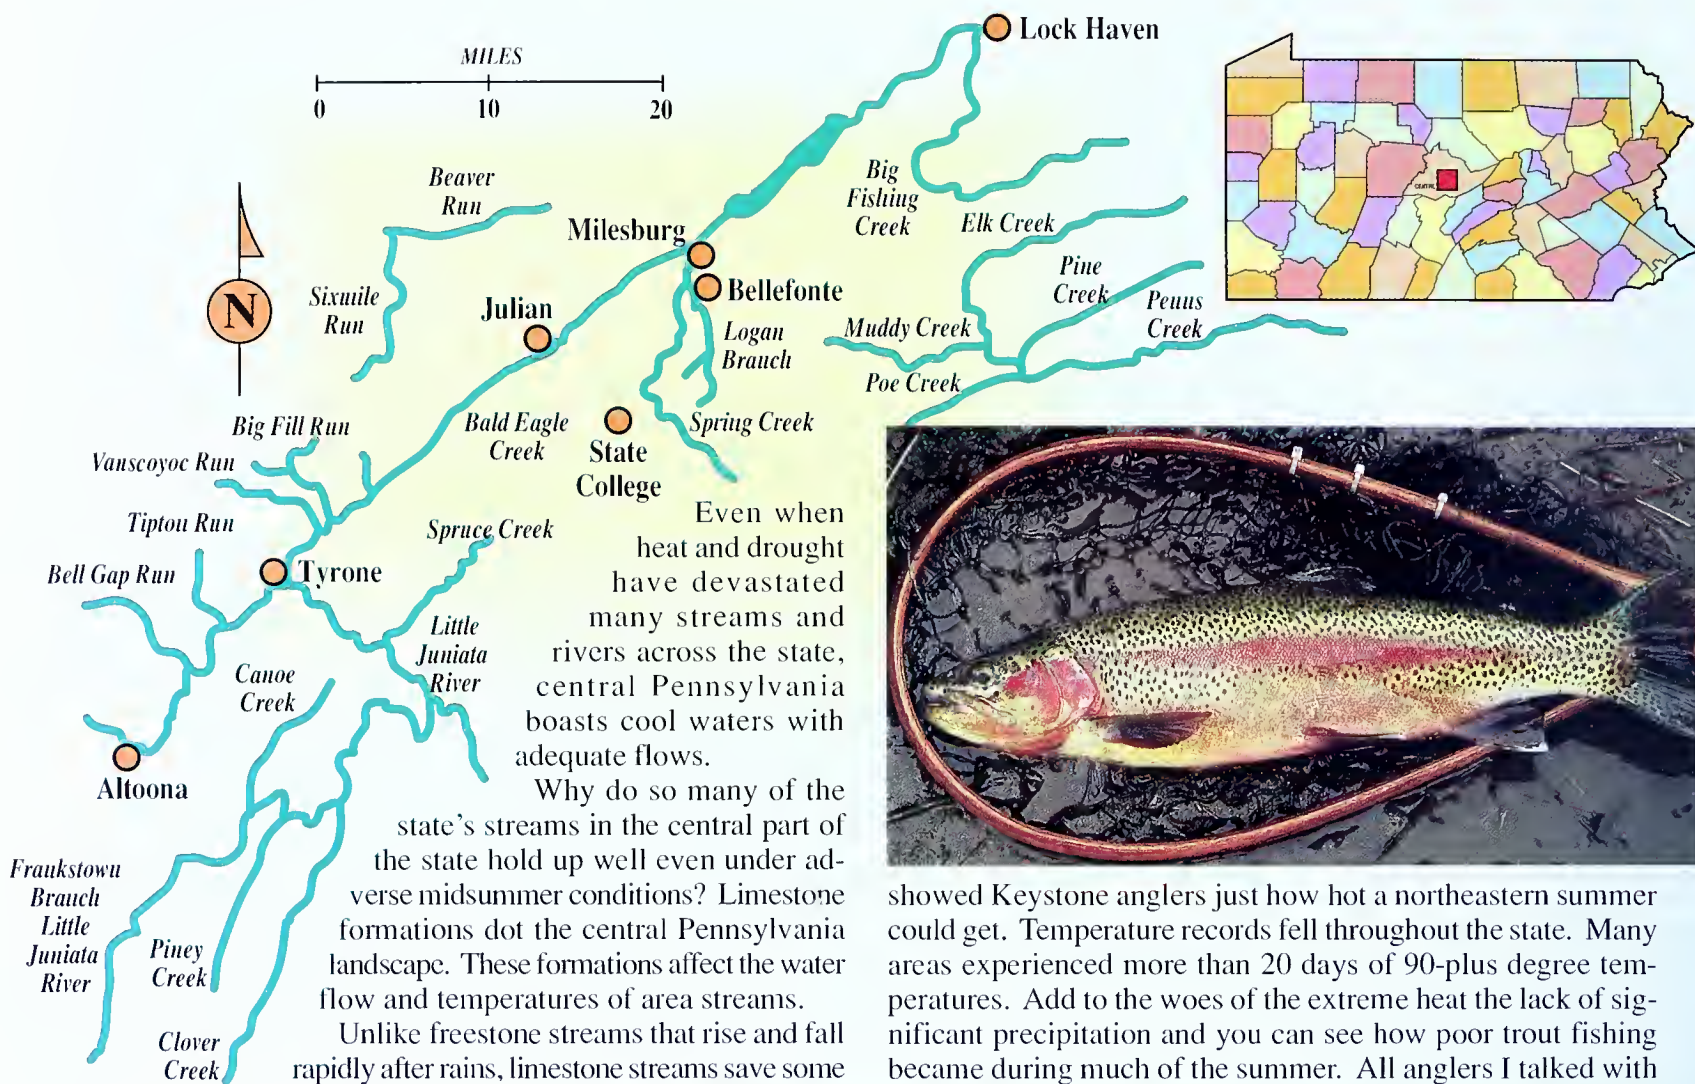 MILES
0 10 20
N
Lock Haven
Big
Fishing
Creek
Elk Creek
Pine
Creek
Penns
Creek
Muddy Creek
Poe Creek
Beaver
Run
Sixmile
Run
Milesburg
Bellefonte
Julian
Logan
Branch
Spring Creek
Bald Eagle
Creek
State
College
Big Fill Run
Vanscoyoc Run
Tipton Run
Bell Gap Run
Tyrone
Spruce Creek
Little
Juniata
River
Canoe
Creek
Altoona
Frankstown
Branch
Little
Juniata
River
Piney
Creek
Clover
Creek
Even when
heat and drought
have devastated
many streams and
rivers across the state,
central Pennsylvania
boasts cool waters with
adequate flows.
Why do so many of the
state's streams in the central part of
the state hold up well even under ad-
verse midsummer conditions? Limestone
formations dot the central Pennsylvania
landscape. These formations affect the water
flow and temperatures of area streams.
Unlike freestone streams that rise and fall
rapidly after rains, limestone streams save some
showed Keystone anglers just how hot a northeastern summer
could get. Temperature records fell throughout the state. Many
areas experienced more than 20 days of 90-plus degree tem-
peratures. Add to the woes of the extreme heat the lack of sig-
nificant precipitation and you can see how poor trout fishing
became during much of the summer. All anglers I talked with